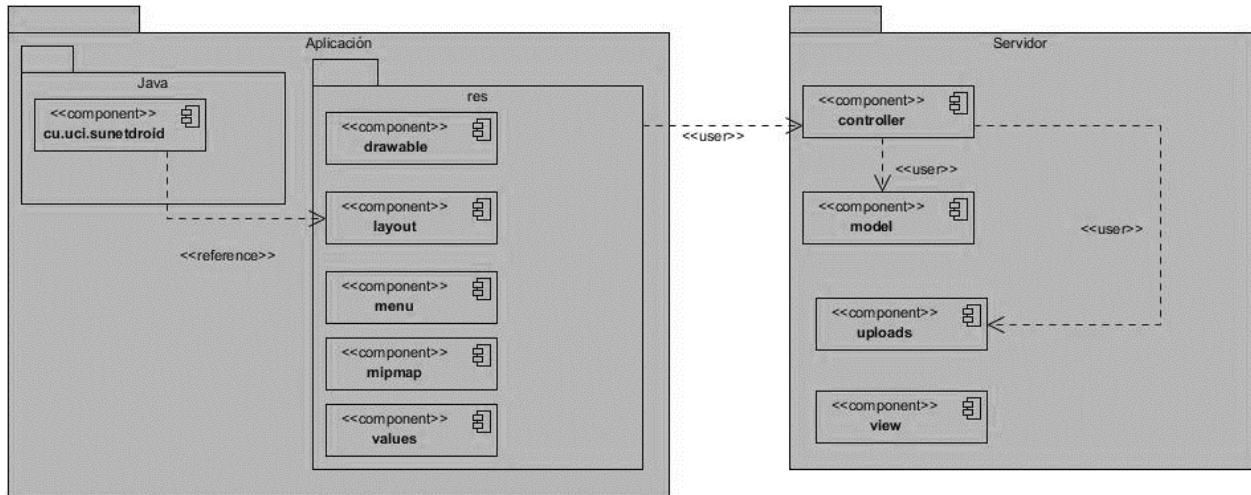 Aplicación
Java
<<component>>
cu.uci.sunetdroid
<<reference>>
res
<<component>>
drawable
<<component>>
layout
<<component>>
menu
<<component>>
mipmap
<<component>>
values
<<user>>
Servidor
<<component>>
controller
<<user>>
<<component>>
model
<<user>>
<<component>>
uploads
<<component>>
view